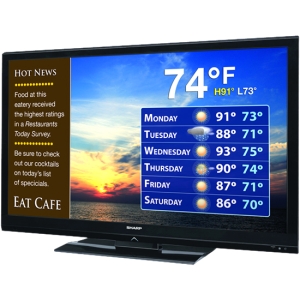 HOT NEWS
Food at this
eatery received
the highest ratings
in a Restaurants
Today Survey.
Be sure to check
out our cocktails
on today's list
of specicials.
EAT CAFE
74°F
H91° L73°
MONDAY 91° 73°
TUESDAY 88° 71°
WEDNESDAY 93° 75°
THURSDAY 90° 74°
FRIDAY 87° 71°
SATURDAY 86° 70°
SHARP